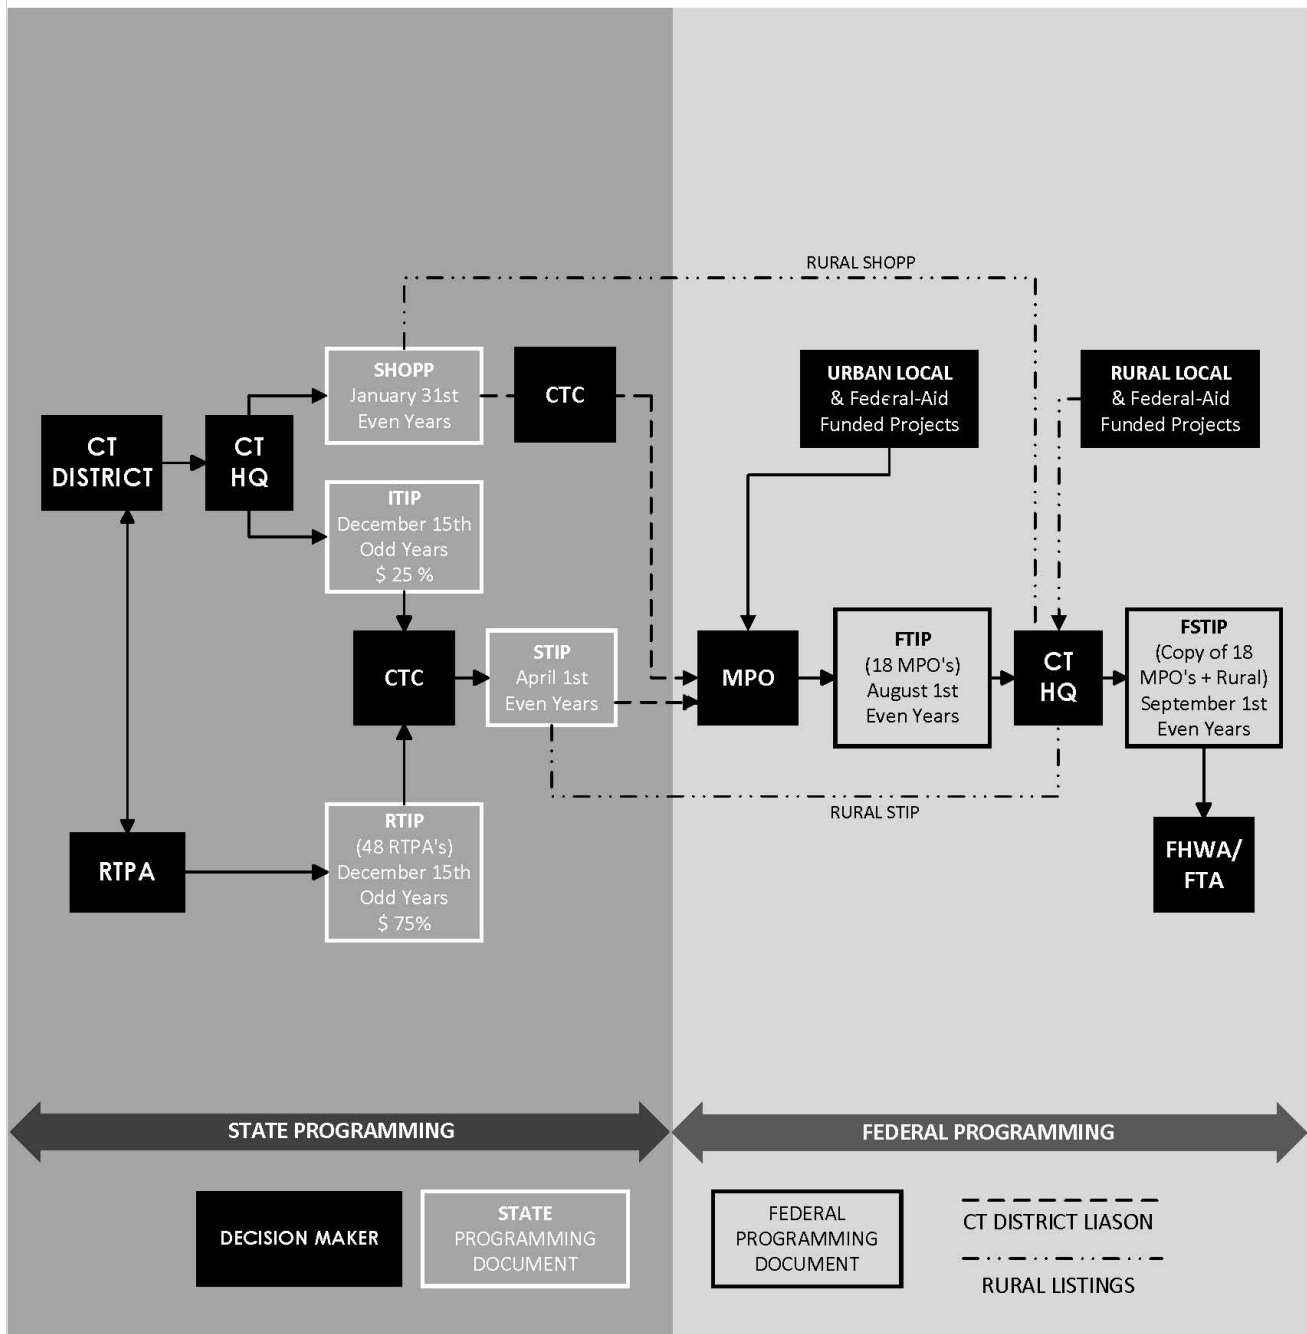 RURAL SHOPP
SHOPP
January 31st
Even Years
CTC
URBAN LOCAL
& Federal-Aid
Funded Projects
RURAL LOCAL
& Federal-Aid
Funded Projects
CT
DISTRICT
CT
HQ
ITIP
December 15th
Odd Years
$ 25 %
CTC
STIP
April 1st
Even Years
MPO
FTIP
(18 MPO's)
August 1st
Even Years
CT
HQ
FSTIP
(Copy of 18
MPO's + Rural)
September 1st
Even Years
RURAL STIP
RTPA
RTIP
(48 RTPA's)
December 15th
Odd Years
$ 75%
FHWA/
FTA
STATE PROGRAMMING
FEDERAL PROGRAMMING
DECISION MAKER
STATE
PROGRAMMING
DOCUMENT
FEDERAL
PROGRAMMING
DOCUMENT
CT DISTRICT LIASON
RURAL LISTINGS